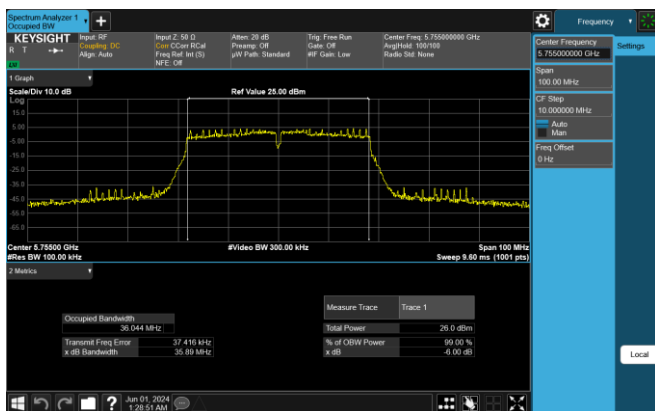 Spectrum Analyzer 1
Occupied BW
Frequency
KEYSIGHT
R T
Input: RF
Coupling: DC
Align: Auto
Input Z: 50 Ω
Corr CCorr RCal
Freq Ref: Int (S)
NFE: Off
Atten: 20 dB
Preamp: Off
µW Path: Standard
Trig: Free Run
Gate: Off
#IF Gain: Low
Center Freq: 5.755000000 GHz
Avg|Hold: 100/100
Radio Std: None
Center Frequency
5.755000000 GHz
Settings
Span
100.00 MHz
CF Step
10.000000 MHz
Auto
Man
Freq Offset
0 Hz
Local
1 Graph
Scale/Div 10.0 dB
Ref Value 25.00 dBm
Log
15.0
5.00
-5.00
-15.0
-25.0
-35.0
-45.0
-55.0
-65.0
Center 5.75500 GHz
#Video BW 300.00 kHz
Span 100 MHz
#Res BW 100.00 kHz
Sweep 9.60 ms (1001 pts)
2 Metrics
Occupied Bandwidth
36.044 MHz
Transmit Freq Error 37.416 kHz
x dB Bandwidth 35.89 MHz
Measure Trace Trace 1
Total Power 26.0 dBm
% of OBW Power 99.00 %
x dB -6.00 dB
?
Jun 01, 2024
1:28:51 AM